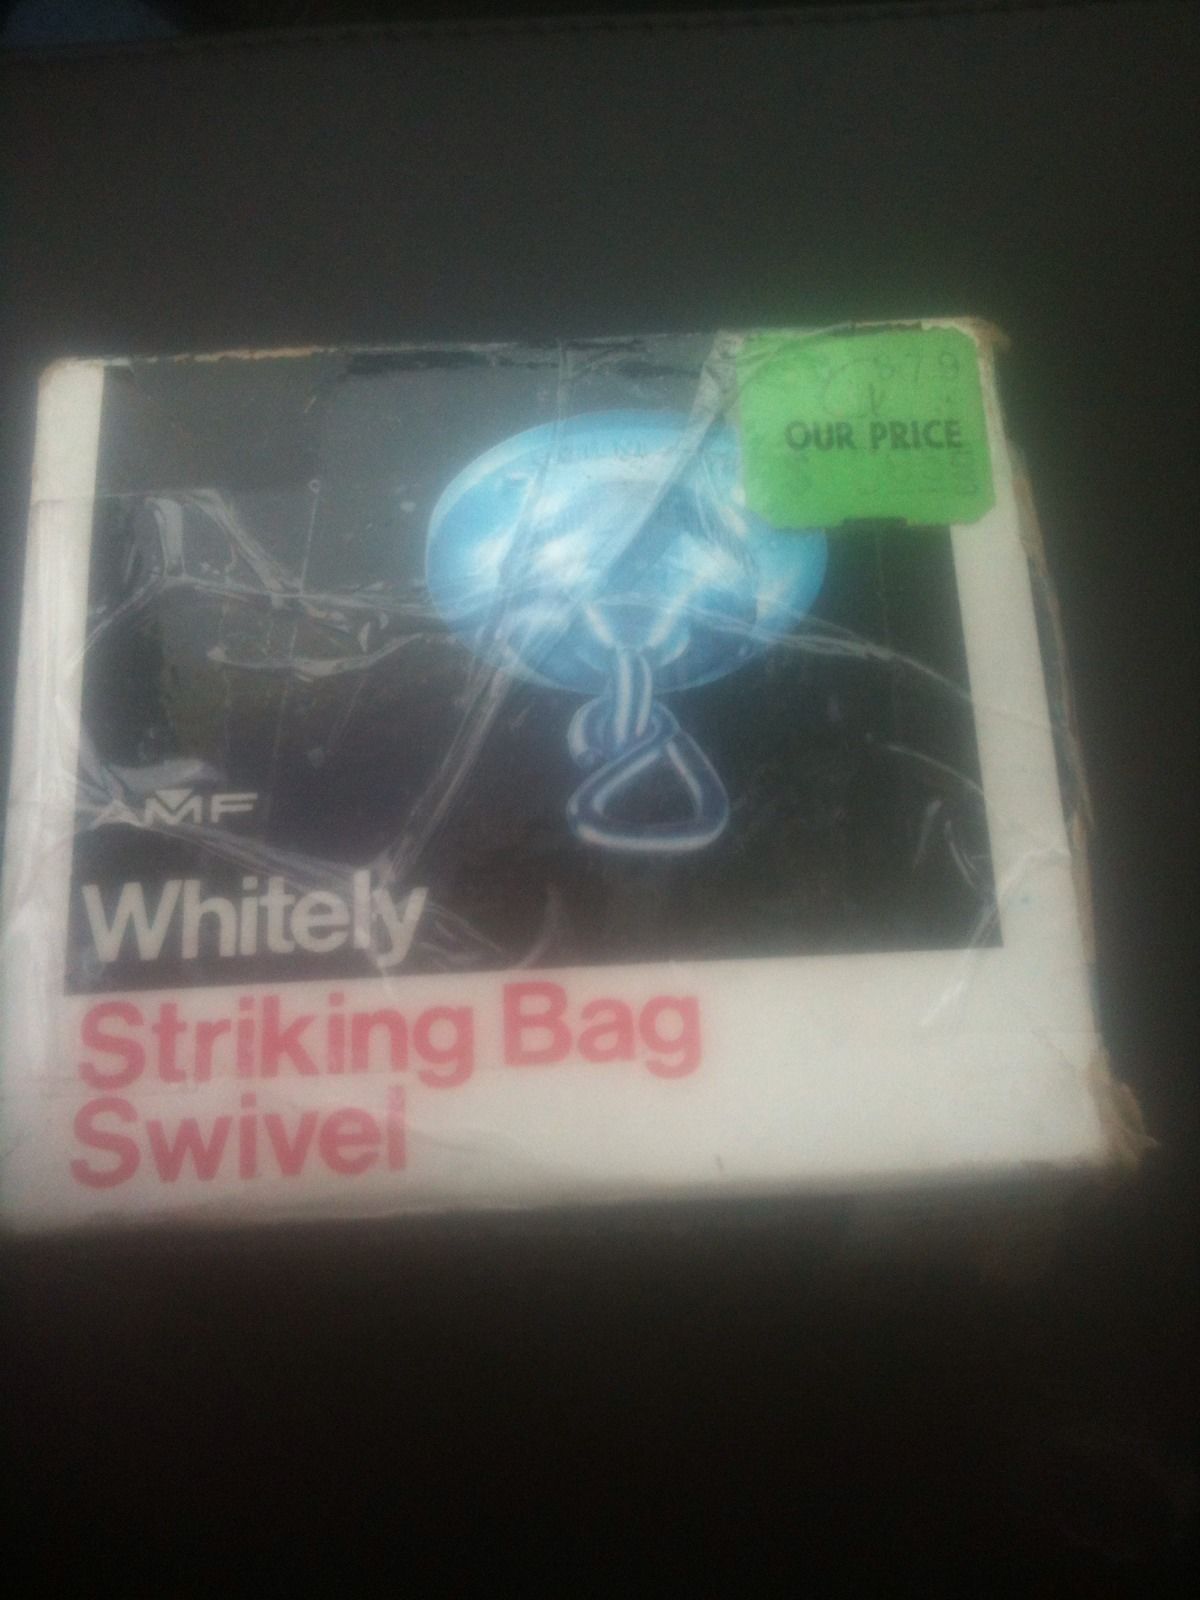 OUR PRICE
AMF
Whitely
Striking Bag
Swivel